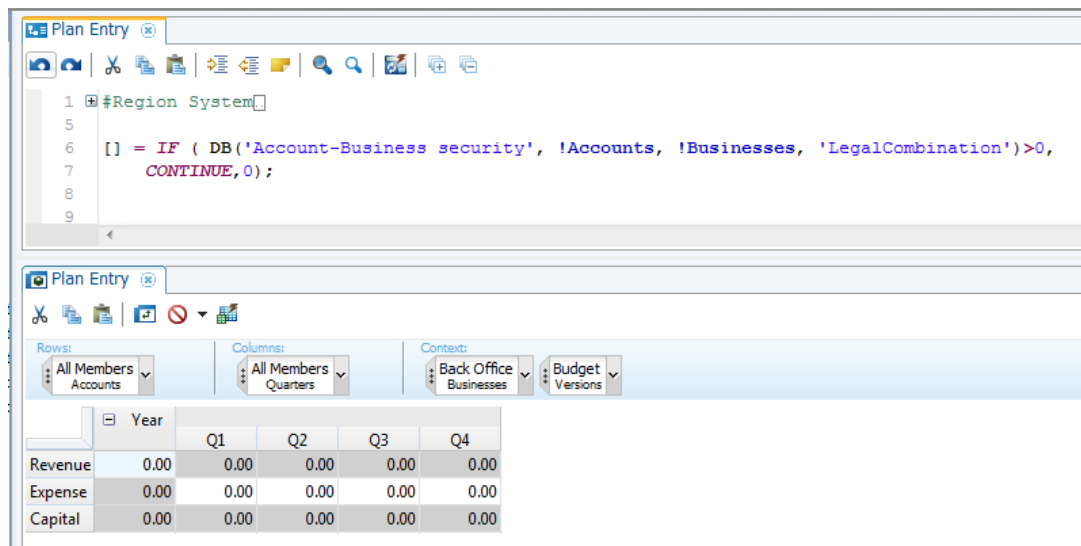 Plan Entry
1 #Region System
5
6 [] = IF ( DB('Account-Business security', !Accounts, !Businesses, 'LegalCombination')>0,
7 CONTINUE,0);
8
9
Plan Entry
Rows: Columns: Context:
All Members All Members Back Office Budget
Accounts Quarters Businesses Versions
Year
Q1 Q2 Q3 Q4
Revenue 0.00 0.00 0.00 0.00 0.00
Expense 0.00 0.00 0.00 0.00 0.00
Capital 0.00 0.00 0.00 0.00 0.00